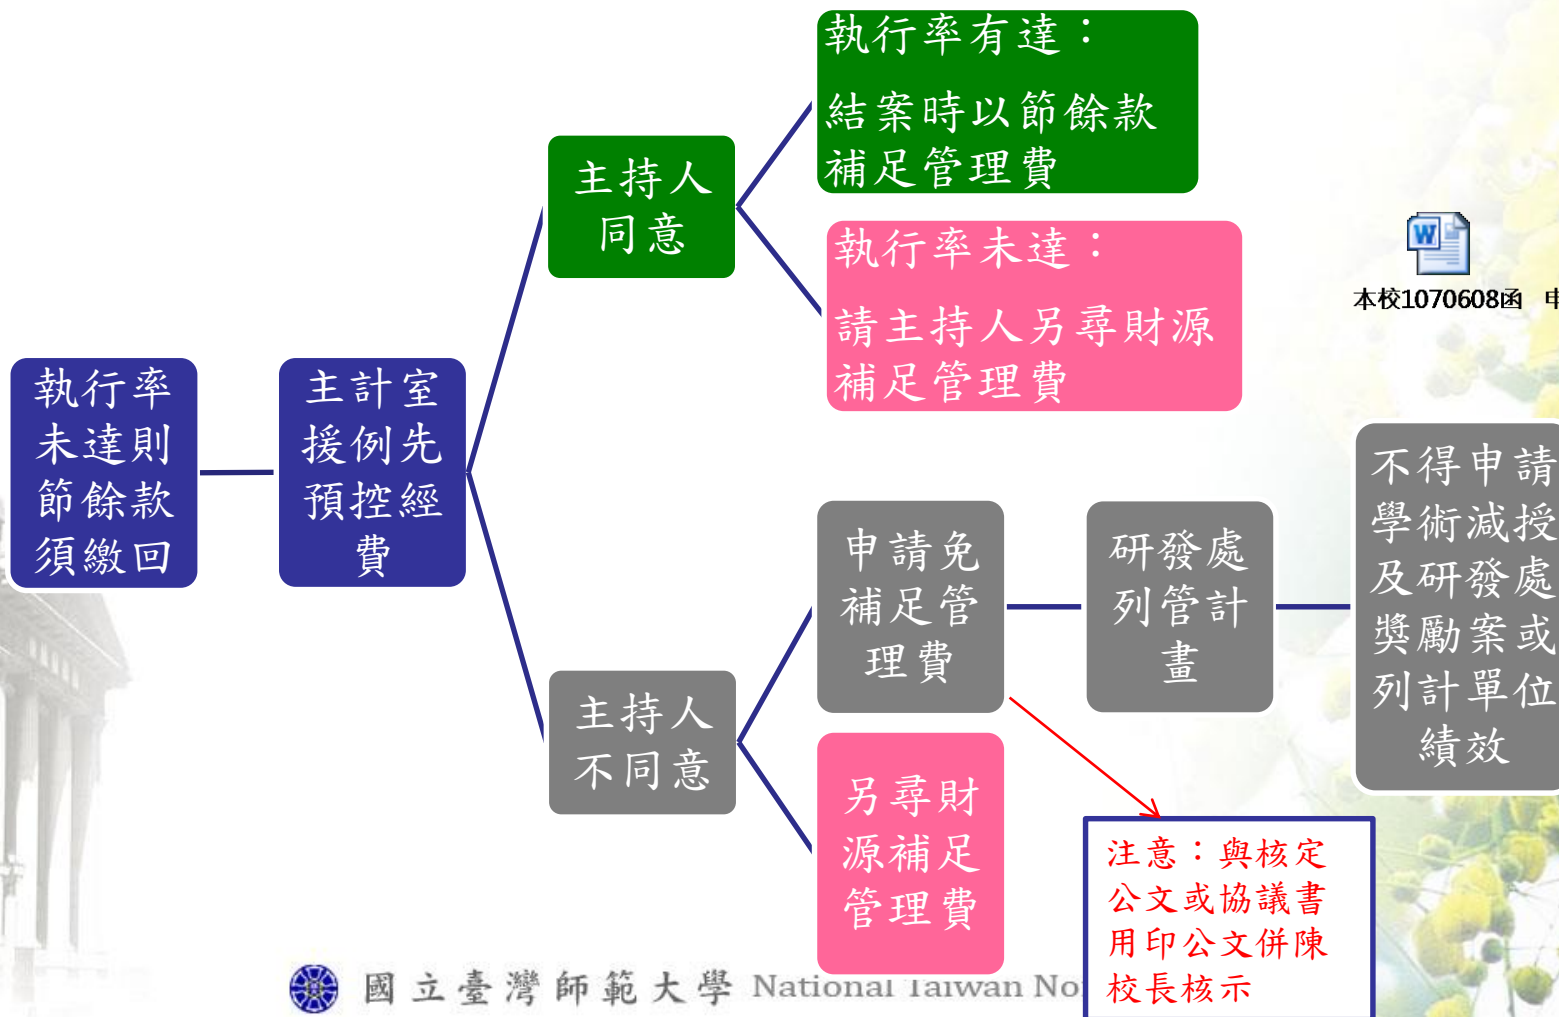 執行率
未達則
節餘款
須繳回
主計室
援例先
預控經
費
主持人
同意
執行率有達：
結案時以節餘款
補足管理費
執行率未達：
請主持人另尋財源
補足管理費
主持人
不同意
申請免
補足管
理費
研發處
列管計
畫
不得申請
學術減授
及研發處
獎勵案或
列計單位
績效
另尋財
源補足
管理費
注意：與核定
公文或協議書
用印公文併陳
校長核示
W
本校1070608函 申
國立臺灣師範大學 National Taiwan No